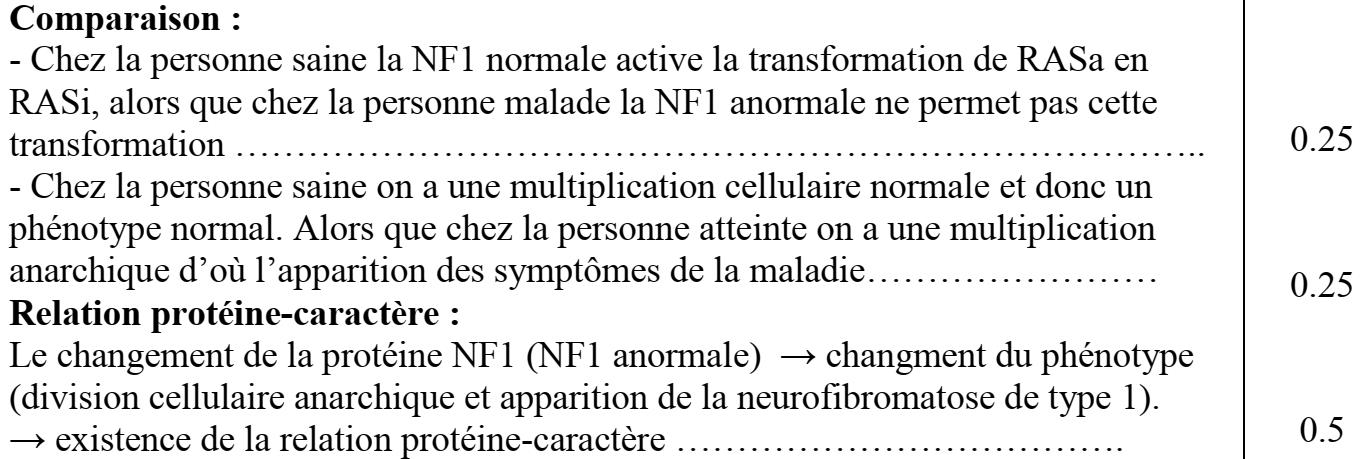 Comparaison :
- Chez la personne saine la NF1 normale active la transformation de RASa en
RASi, alors que chez la personne malade la NF1 anormale ne permet pas cette
transformation ……………………………………………………………………..
0.25
- Chez la personne saine on a une multiplication cellulaire normale et donc un
phénotype normal. Alors que chez la personne atteinte on a une multiplication
anarchique d’où l’apparition des symptômes de la maladie……………………
0.25
Relation protéine-caractère :
Le changement de la protéine NF1 (NF1 anormale) → changment du phénotype
(division cellulaire anarchique et apparition de la neurofibromatose de type 1).
→ existence de la relation protéine-caractère ……………………………….
0.5